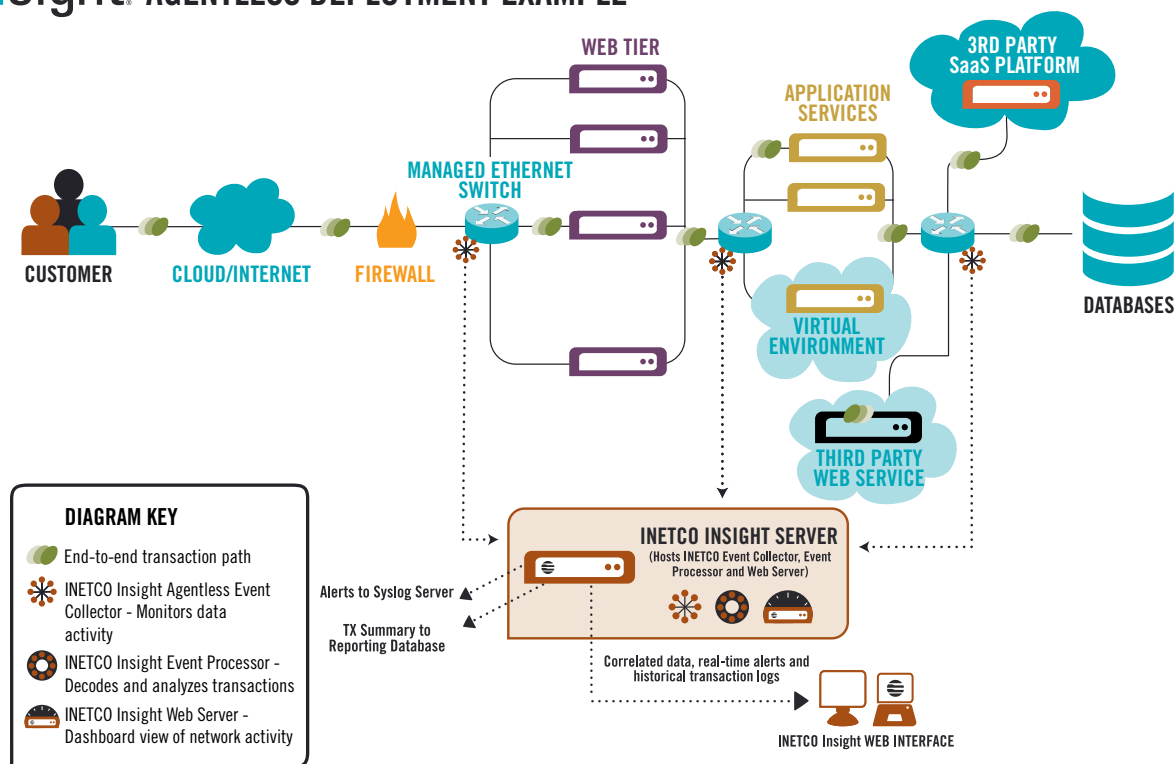 AGENTLESS DEPLOYMENT EXAMPLE
WEB TIER
3RD PARTY
SaaS PLATFORM
APPLICATION
SERVICES
MANAGED ETHERNET
SWITCH
CUSTOMER
CLOUD/INTERNET
FIREWALL
DATABASES
VIRTUAL
ENVIRONMENT
THIRD PARTY
WEB SERVICE
DIAGRAM KEY
End-to-end transaction path
INETCO Insight Agentless Event
Collector - Monitors data
activity
INETCO Insight Event Processor -
Decodes and analyzes transactions
INETCO Insight Web Server -
Dashboard view of network activity
INETCO INSIGHT SERVER
(Hosts INETCO Event Collector, Event
Processor and Web Server)
Alerts to Syslog Server
TX Summary to
Reporting Database
Correlated data, real-time alerts and
historical transaction logs
INETCO Insight WEB INTERFACE